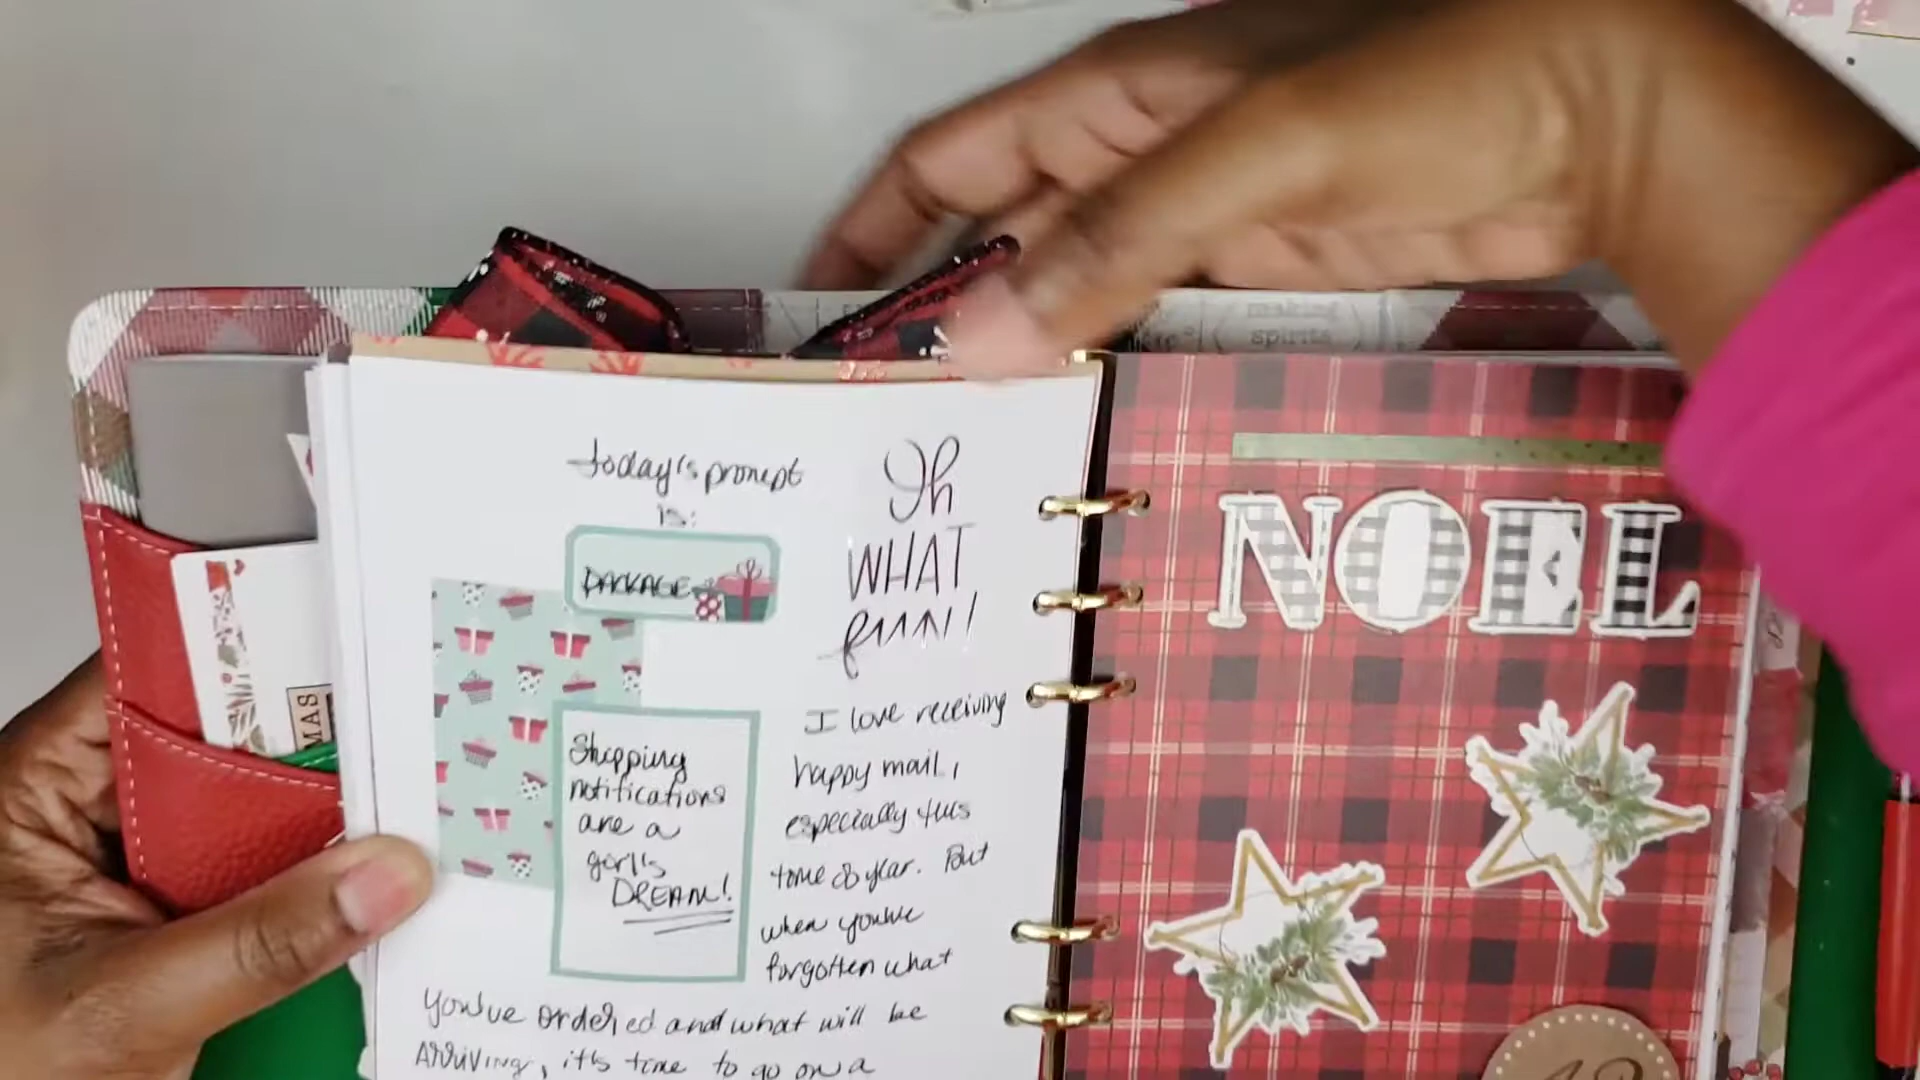 making
spirits
MAS
today's prompt
is:
PACKAGE
Oh
WHAT
fun!
Shopping
notifications
are a
girl's
DREAM!
I love receiving
happy mail,
especially this
time of year. But
when you've
forgotten what
you've ordered and what will be
Arriving, it's time to go on a
NOEL